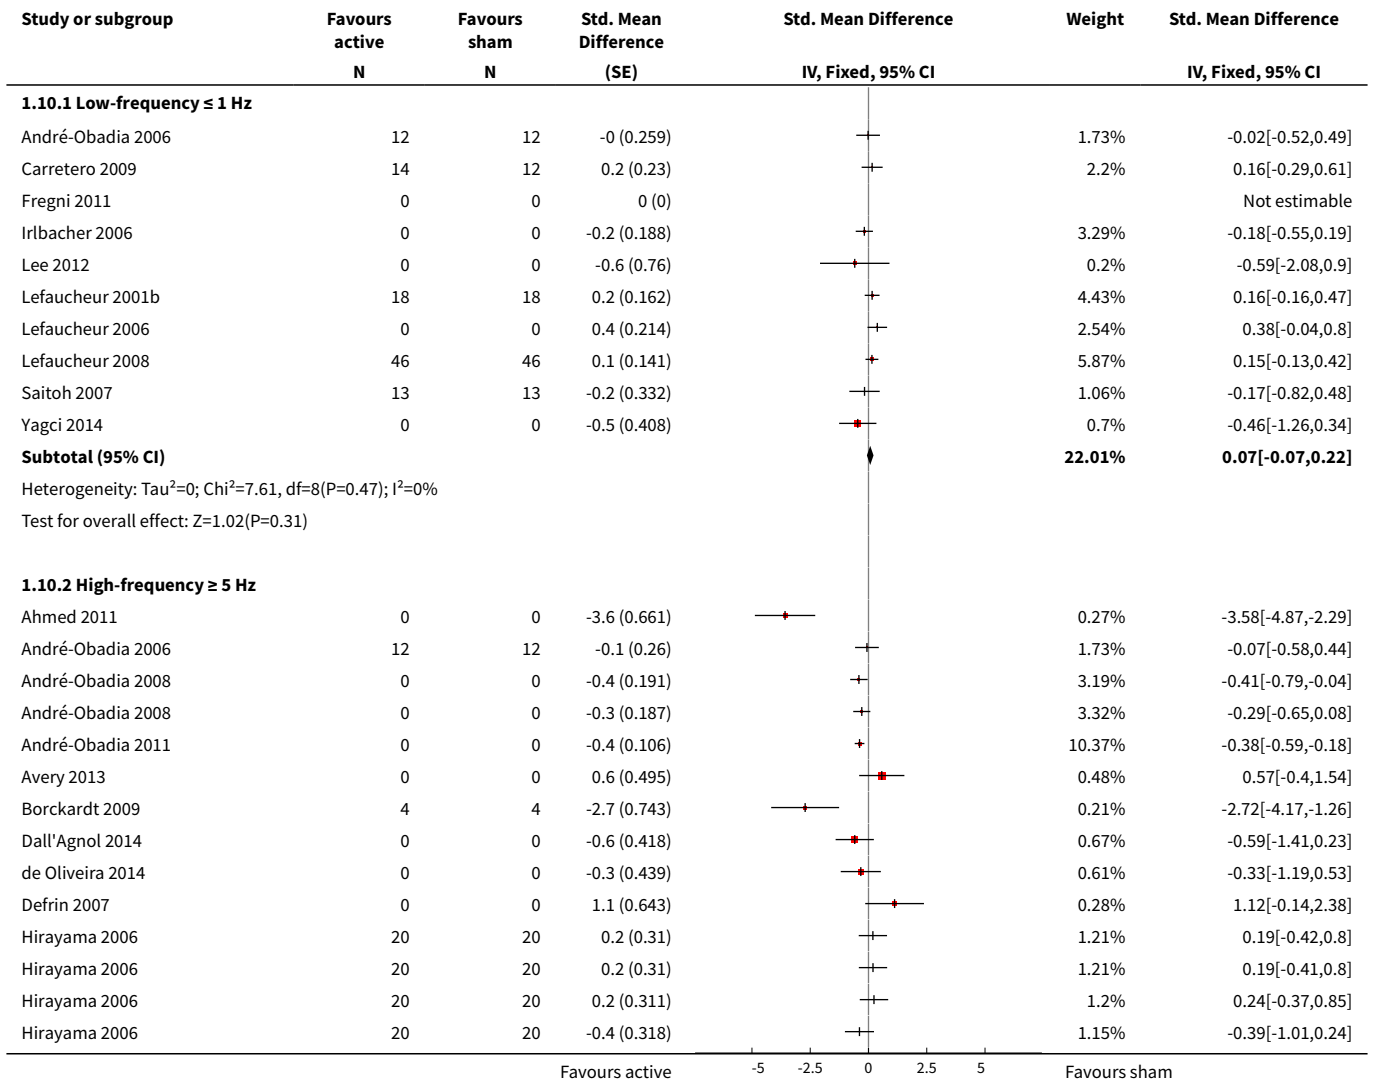 Study or subgroup Favours active Favours sham Std. Mean Difference Std. Mean Difference Weight Std. Mean Difference
N N (SE) IV, Fixed, 95% CI IV, Fixed, 95% CI
1.10.1 Low-frequency ≤ 1 Hz
André-Obadia 2006 12 12 -0 (0.259) 1.73% -0.02[-0.52,0.49]
Carretero 2009 14 12 0.2 (0.23) 2.2% 0.16[-0.29,0.61]
Fregni 2011 0 0 0 (0) Not estimable
Irlbacher 2006 0 0 -0.2 (0.188) 3.29% -0.18[-0.55,0.19]
Lee 2012 0 0 -0.6 (0.76) 0.2% -0.59[-2.08,0.9]
Lefaucheur 2001b 18 18 0.2 (0.162) 4.43% 0.16[-0.16,0.47]
Lefaucheur 2006 0 0 0.4 (0.214) 2.54% 0.38[-0.04,0.8]
Lefaucheur 2008 46 46 0.1 (0.141) 5.87% 0.15[-0.13,0.42]
Saitoh 2007 13 13 -0.2 (0.332) 1.06% -0.17[-0.82,0.48]
Yagci 2014 0 0 -0.5 (0.408) 0.7% -0.46[-1.26,0.34]
Subtotal (95% CI) 22.01% 0.07[-0.07,0.22]
Heterogeneity: Tau²=0; Chi²=7.61, df=8(P=0.47); I²=0%
Test for overall effect: Z=1.02(P=0.31)
1.10.2 High-frequency ≥ 5 Hz
Ahmed 2011 0 0 -3.6 (0.661) 0.27% -3.58[-4.87,-2.29]
André-Obadia 2006 12 12 -0.1 (0.26) 1.73% -0.07[-0.58,0.44]
André-Obadia 2008 0 0 -0.4 (0.191) 3.19% -0.41[-0.79,-0.04]
André-Obadia 2008 0 0 -0.3 (0.187) 3.32% -0.29[-0.65,0.08]
André-Obadia 2011 0 0 -0.4 (0.106) 10.37% -0.38[-0.59,-0.18]
Avery 2013 0 0 0.6 (0.495) 0.48% 0.57[-0.4,1.54]
Borckardt 2009 4 4 -2.7 (0.743) 0.21% -2.72[-4.17,-1.26]
Dall'Agnol 2014 0 0 -0.6 (0.418) 0.67% -0.59[-1.41,0.23]
de Oliveira 2014 0 0 -0.3 (0.439) 0.61% -0.33[-1.19,0.53]
Defrin 2007 0 0 1.1 (0.643) 0.28% 1.12[-0.14,2.38]
Hirayama 2006 20 20 0.2 (0.31) 1.21% 0.19[-0.42,0.8]
Hirayama 2006 20 20 0.2 (0.31) 1.21% 0.19[-0.41,0.8]
Hirayama 2006 20 20 0.2 (0.311) 1.2% 0.24[-0.37,0.85]
Hirayama 2006 20 20 -0.4 (0.318) 1.15% -0.39[-1.01,0.24]
Favours active -5 -2.5 0 2.5 5 Favours sham